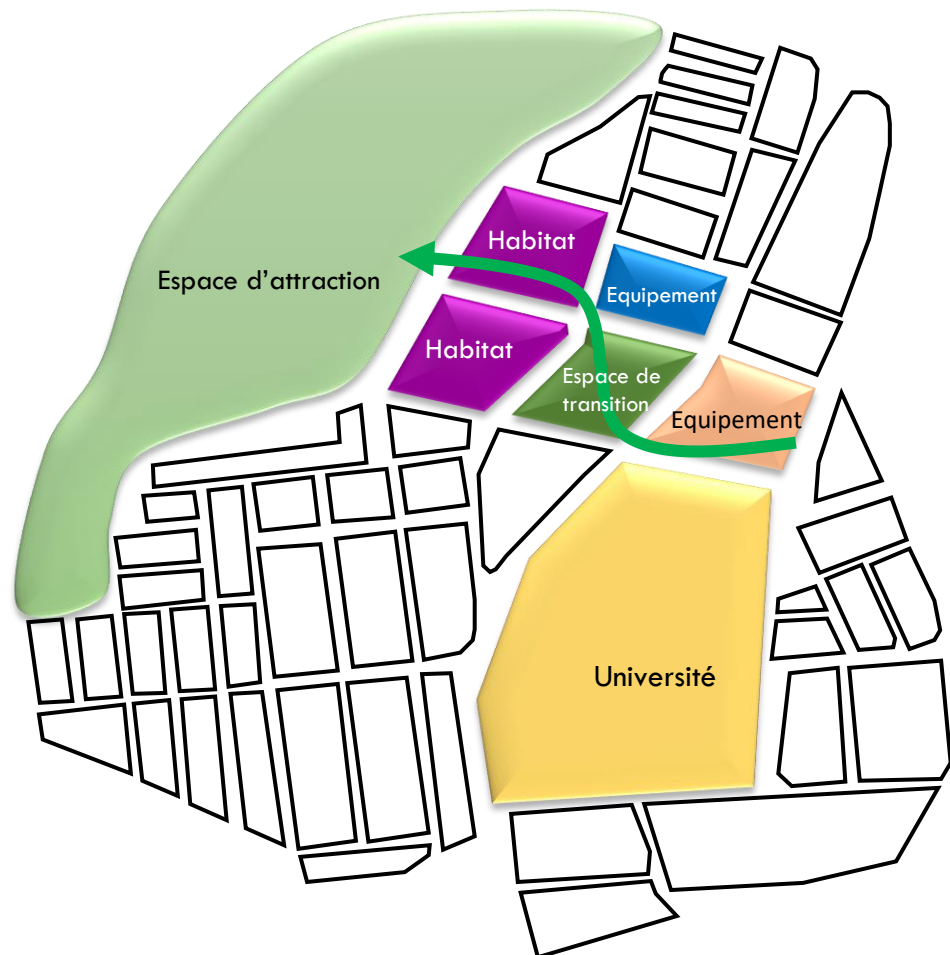 Habitat
Espace d’attraction
Equipement
Habitat
Espace de
transition
Equipement
Université